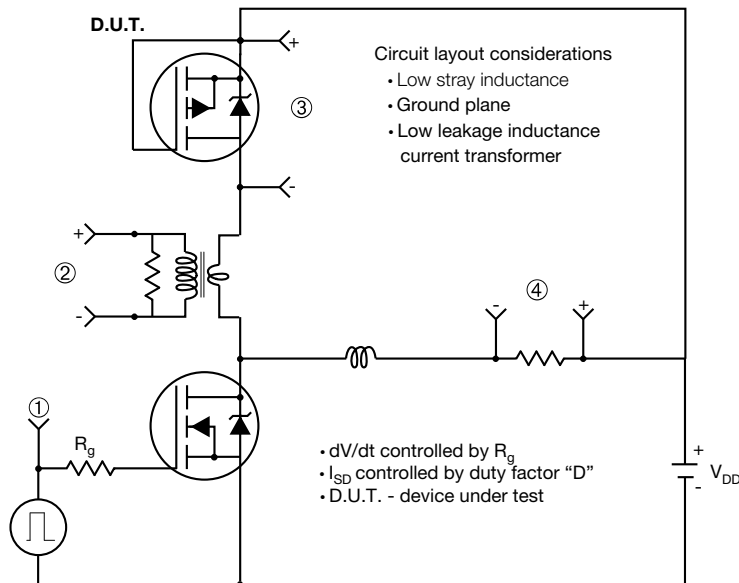 D.U.T.
+
Circuit layout considerations
• Low stray inductance
③
• Ground plane
• Low leakage inductance
current transformer
-
+
②
-
④
- +
①
R_g
• dV/dt controlled by R_g
• I_SD controlled by duty factor “D”
• D.U.T. - device under test
+
V_DD
-